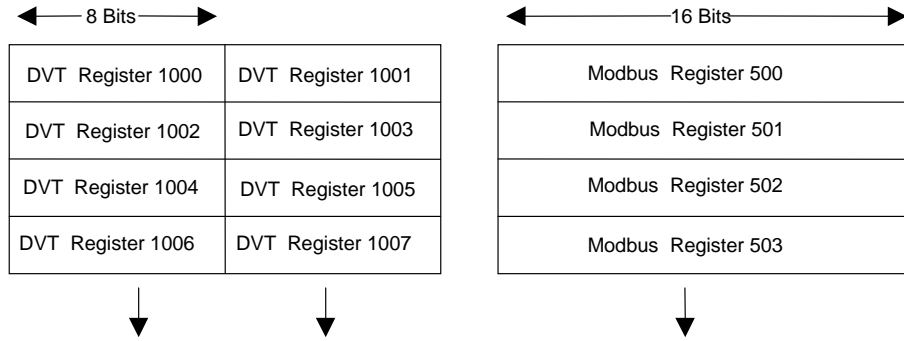 8 Bits
16 Bits
DVT Register 1000
DVT Register 1001
Modbus Register 500
DVT Register 1002
DVT Register 1003
Modbus Register 501
DVT Register 1004
DVT Register 1005
Modbus Register 502
DVT Register 1006
DVT Register 1007
Modbus Register 503